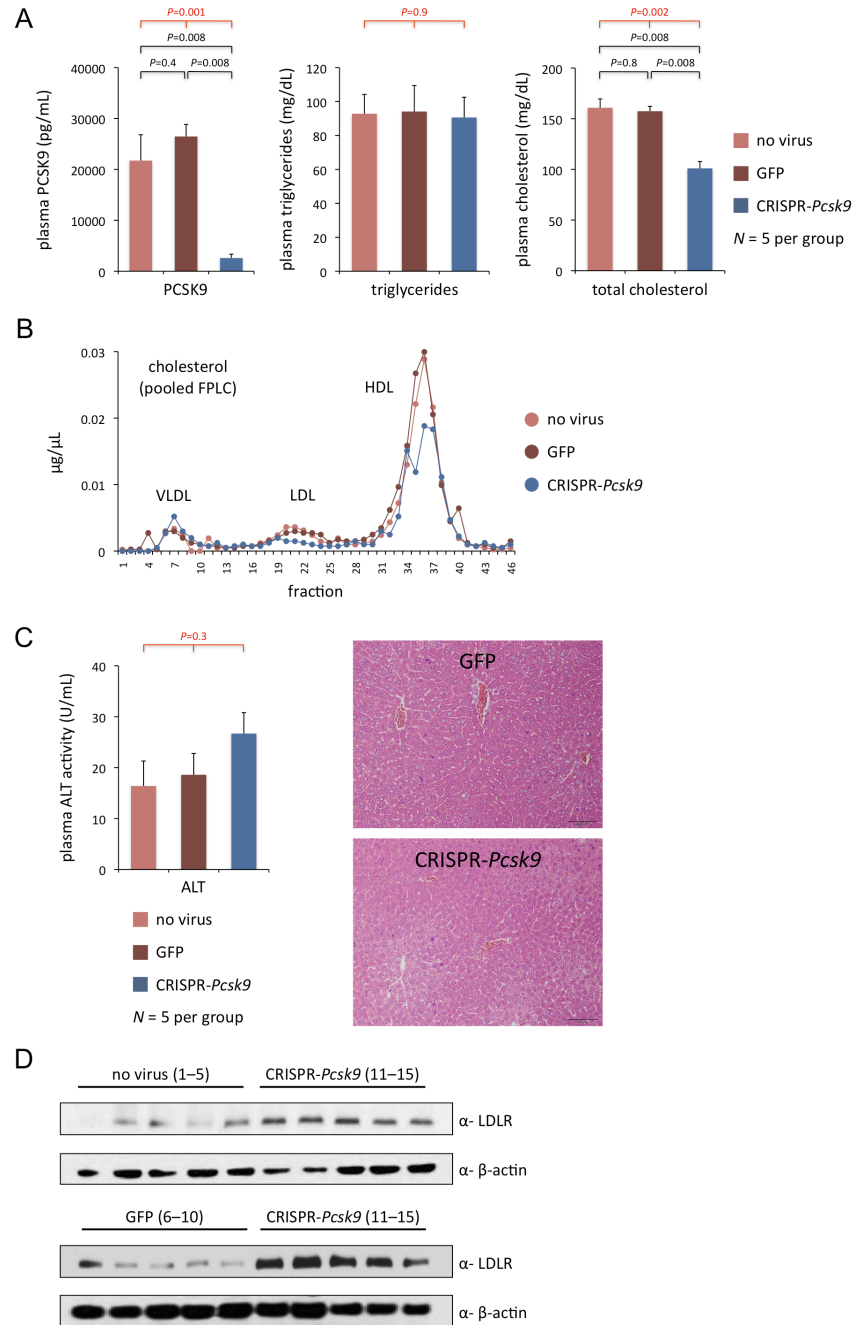 A
P=0.001
P=0.008
P=0.4 P=0.008
plasma PCSK9 (pg/mL)
40000
30000
20000
10000
0
PCSK9
P=0.9
plasma triglycerides (mg/dL)
120
100
80
60
40
20
0
triglycerides
P=0.002
P=0.008
P=0.8 P=0.008
plasma cholesterol (mg/dL)
200
150
100
50
0
total cholesterol
no virus
GFP
CRISPR-Pcsk9
N = 5 per group
B
cholesterol
(pooled FPLC)
µg/µL
0.03
0.02
0.01
0
VLDL
LDL
HDL
1 4 7 10 13 16 19 22 25 28 31 34 37 40 43 46
fraction
no virus
GFP
CRISPR-Pcsk9
C
P=0.3
plasma ALT activity (U/mL)
40
30
20
10
0
ALT
no virus
GFP
CRISPR-Pcsk9
N = 5 per group
GFP
CRISPR-Pcsk9
D
no virus (1–5) CRISPR-Pcsk9 (11–15)
α- LDLR
α- β-actin
GFP (6–10) CRISPR-Pcsk9 (11–15)
α- LDLR
α- β-actin